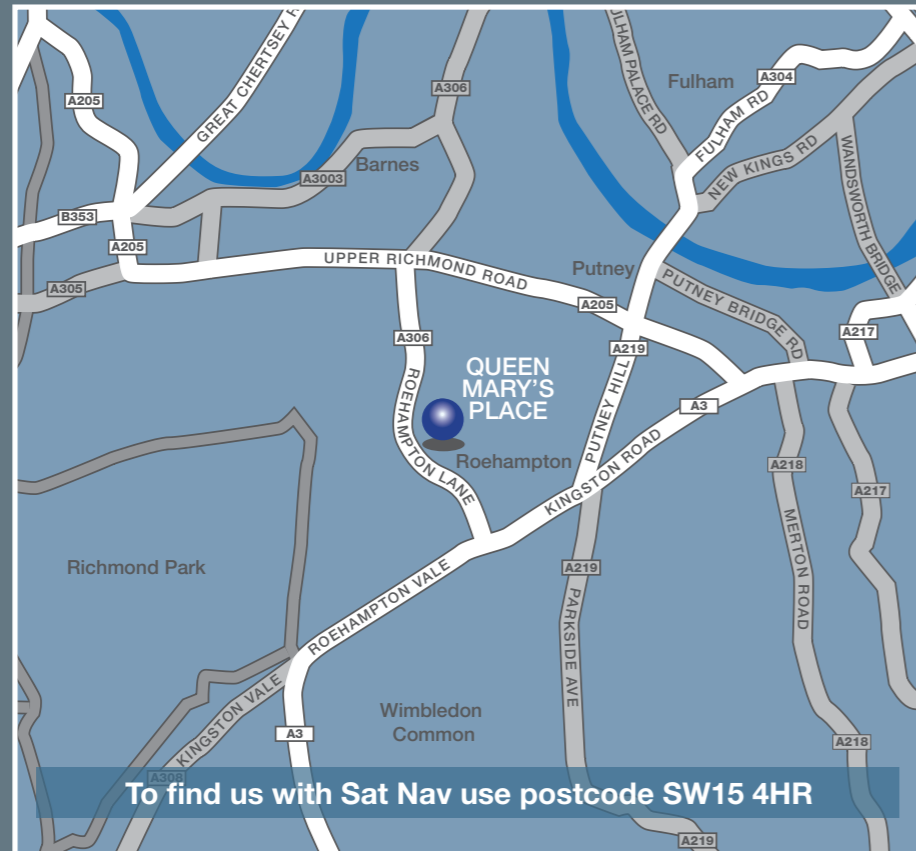 GREAT CHERTSEY R
ULHAM PALACE RD
Fulham
A304
A205
A306
FULHAM RD
NEW KINGS RD
WANDSWORTH BRIDGE
Barnes
A3003
B353
A205
UPPER RICHMOND ROAD
Putney
PUTNEY BRIDGE RD
A305
A205
A306
A219
A217
QUEEN
MARY'S
PLACE
ROEHAMPTON LANE
PUTNEY HILL
A3
Roehampton
KINGSTON ROAD
A218
A217
MERTON ROAD
Richmond Park
A219
PARKSIDE AVE
ROEHAMPTON VALE
KINGSTON VALE
Wimbledon
Common
A3
A218
A308
To find us with Sat Nav use postcode SW15 4HR
A219